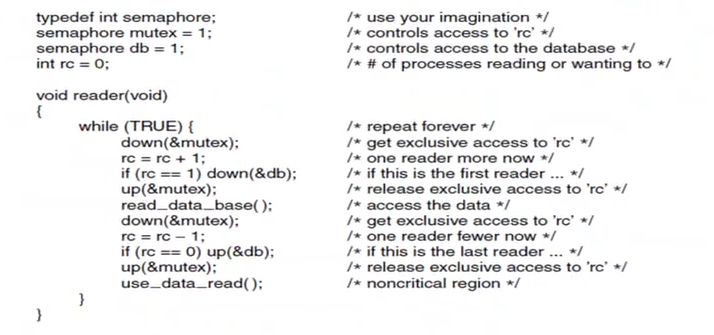 typedef int semaphore; /* use your imagination */
semaphore mutex = 1; /* controls access to 'rc' */
semaphore db = 1; /* controls access to the database */
int rc = 0; /* # of processes reading or wanting to */
void reader(void)
{
while (TRUE) { /* repeat forever */
down(&mutex); /* get exclusive access to 'rc' */
rc = rc + 1; /* one reader more now */
if (rc == 1) down(&db); /* if this is the first reader ... */
up(&mutex); /* release exclusive access to 'rc' */
read_data_base( ); /* access the data */
down(&mutex); /* get exclusive access to 'rc' */
rc = rc − 1; /* one reader fewer now */
if (rc == 0) up(&db); /* if this is the last reader ... */
up(&mutex); /* release exclusive access to 'rc' */
use_data_read( ); /* noncritical region */
}
}